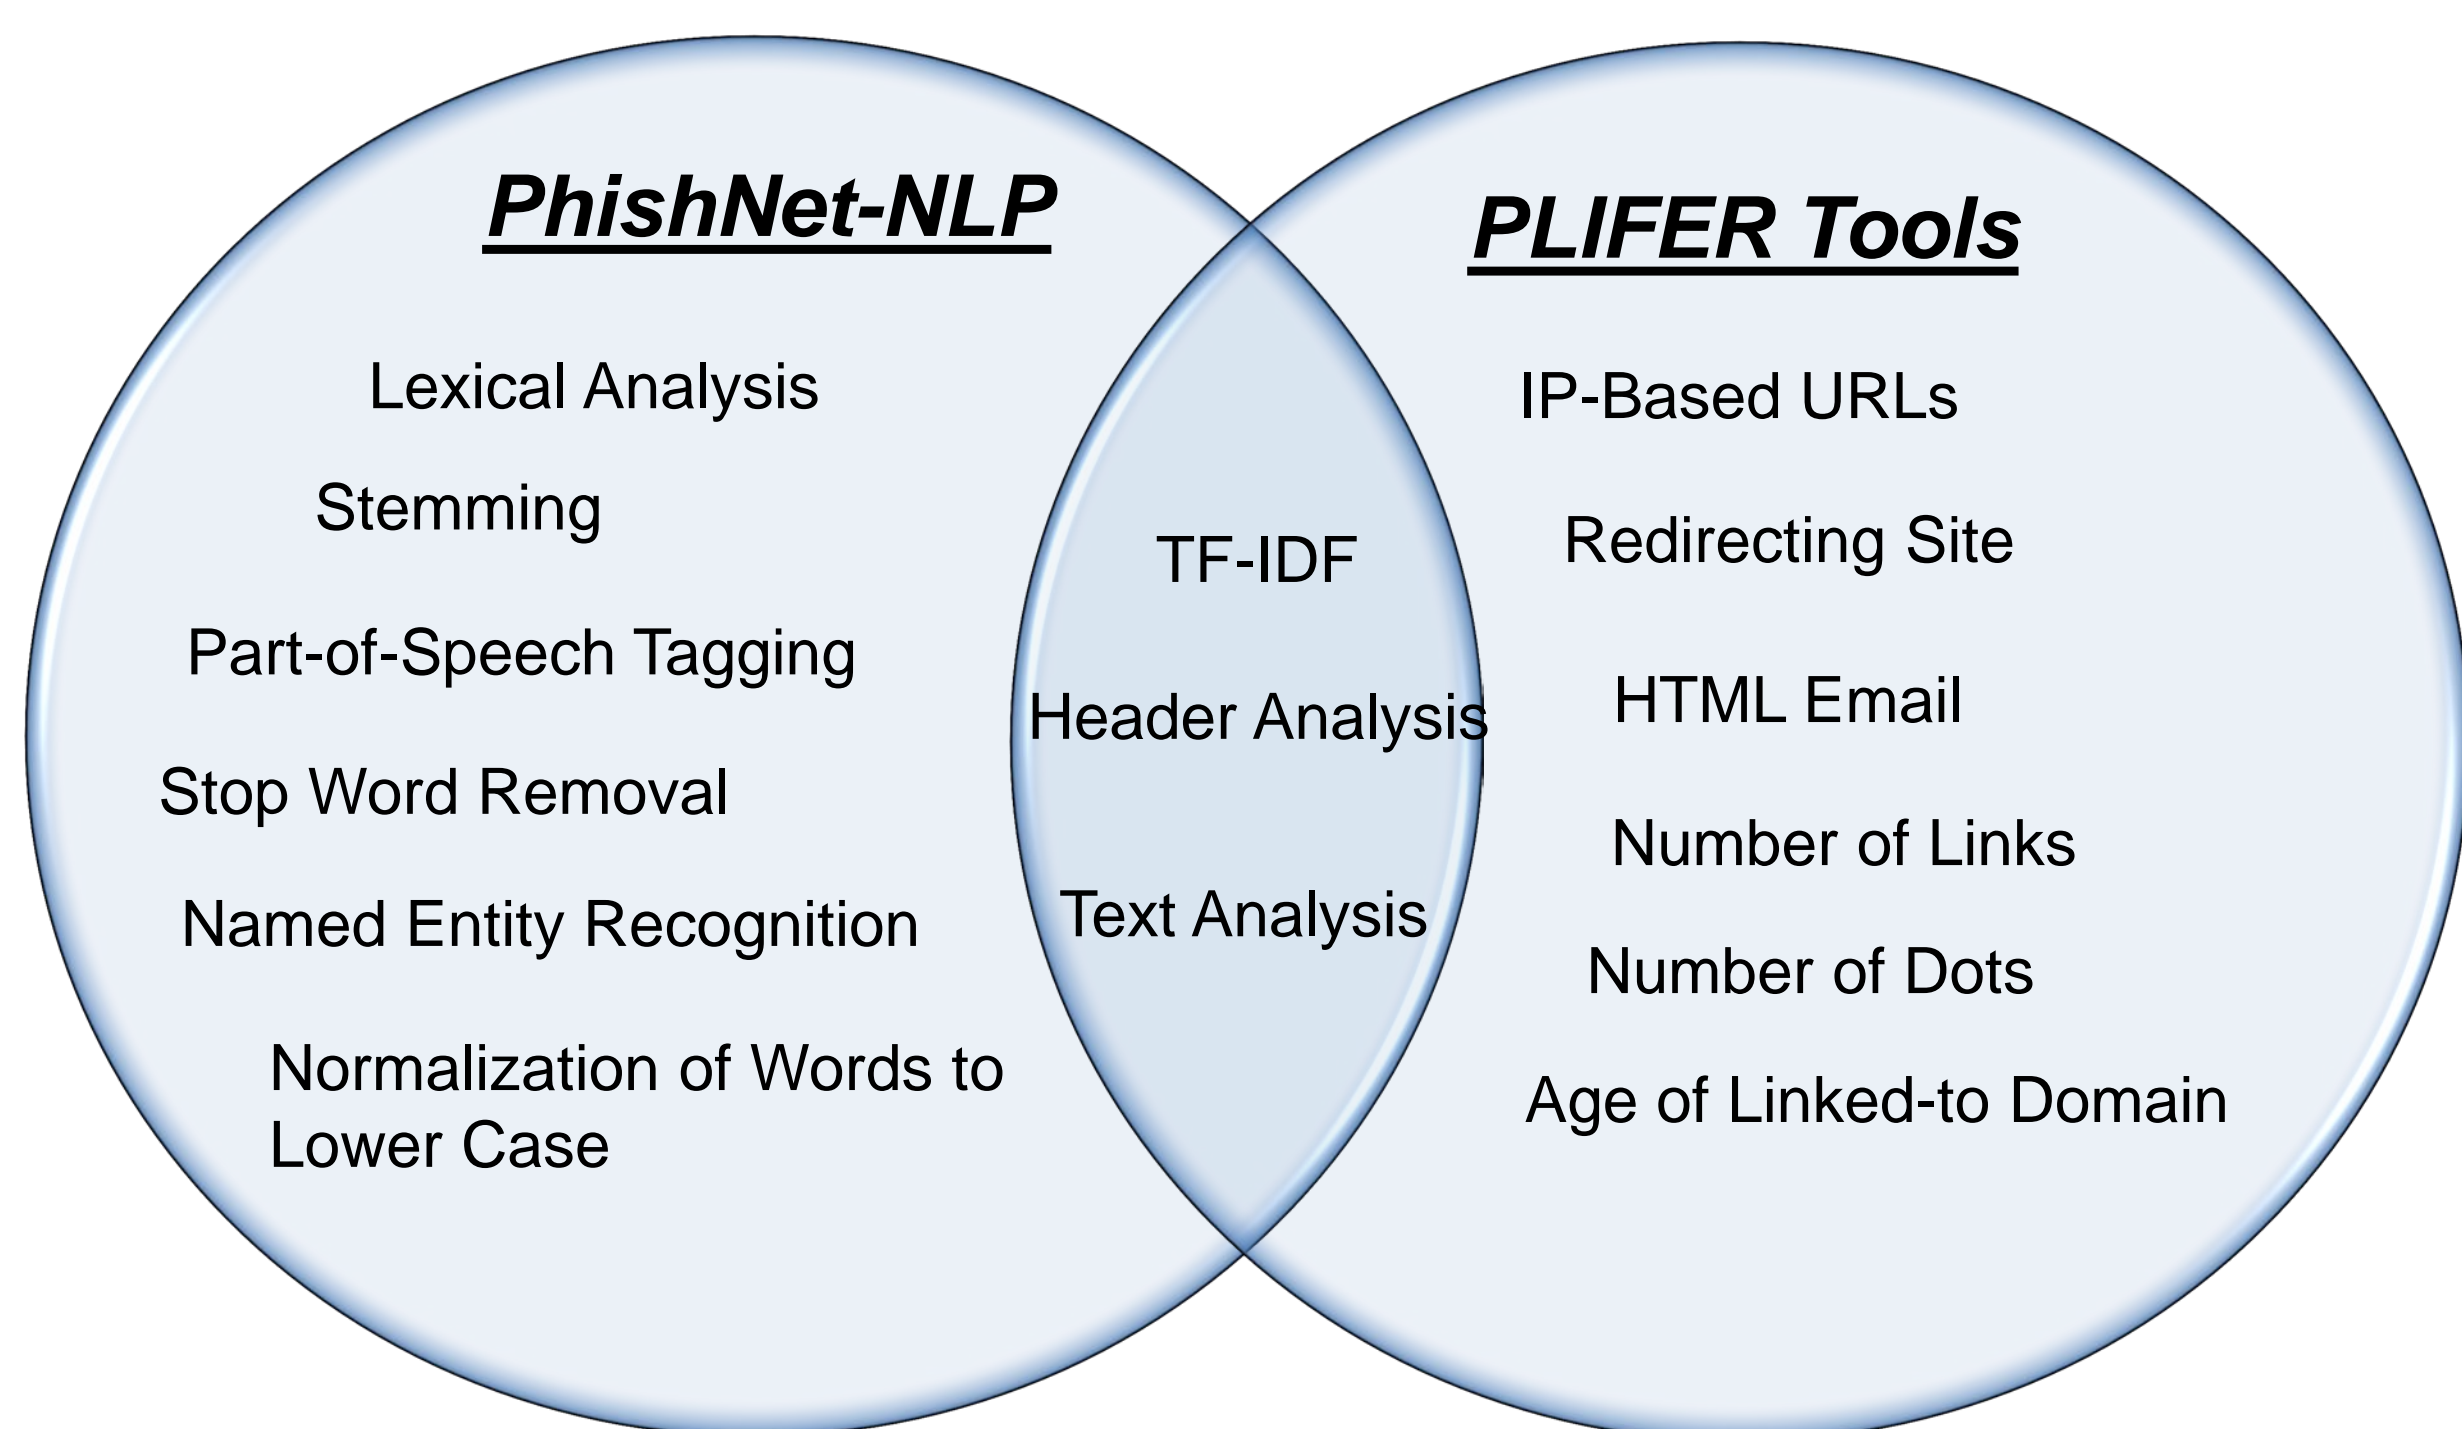 PhishNet-NLP
Lexical Analysis
Stemming
Part-of-Speech Tagging
Stop Word Removal
Named Entity Recognition
Normalization of Words to
Lower Case
TF-IDF
Header Analysis
Text Analysis
PLIFER Tools
IP-Based URLs
Redirecting Site
HTML Email
Number of Links
Number of Dots
Age of Linked-to Domain